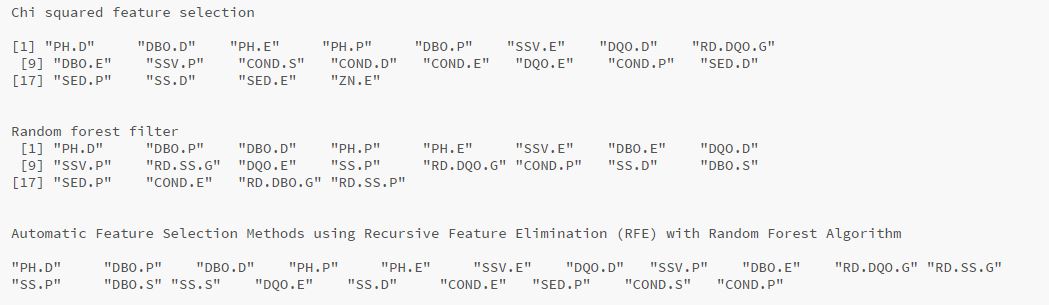 Chi squared feature selection
[1] "PH.D" "DBO.D" "PH.E" "PH.P" "DBO.P" "SSV.E" "DQO.D" "RD.DQO.G"
[9] "DBO.E" "SSV.P" "COND.S" "COND.D" "COND.E" "DQO.E" "COND.P" "SED.D"
[17] "SED.P" "SS.D" "SED.E" "ZN.E"
Random forest filter
[1] "PH.D" "DBO.P" "DBO.D" "PH.P" "PH.E" "SSV.E" "DBO.E" "DQO.D"
[9] "SSV.P" "RD.SS.G" "DQO.E" "SS.P" "RD.DQO.G" "COND.P" "SS.D" "DBO.S"
[17] "SED.P" "COND.E" "RD.DBO.G" "RD.SS.P"
Automatic Feature Selection Methods using Recursive Feature Elimination (RFE) with Random Forest Algorithm
"PH.D" "DBO.P" "DBO.D" "PH.P" "PH.E" "SSV.E" "DQO.D" "SSV.P" "DBO.E" "RD.DQO.G" "RD.SS.G"
"SS.P" "DBO.S" "SS.S" "DQO.E" "SS.D" "COND.E" "SED.P" "COND.S" "COND.P"